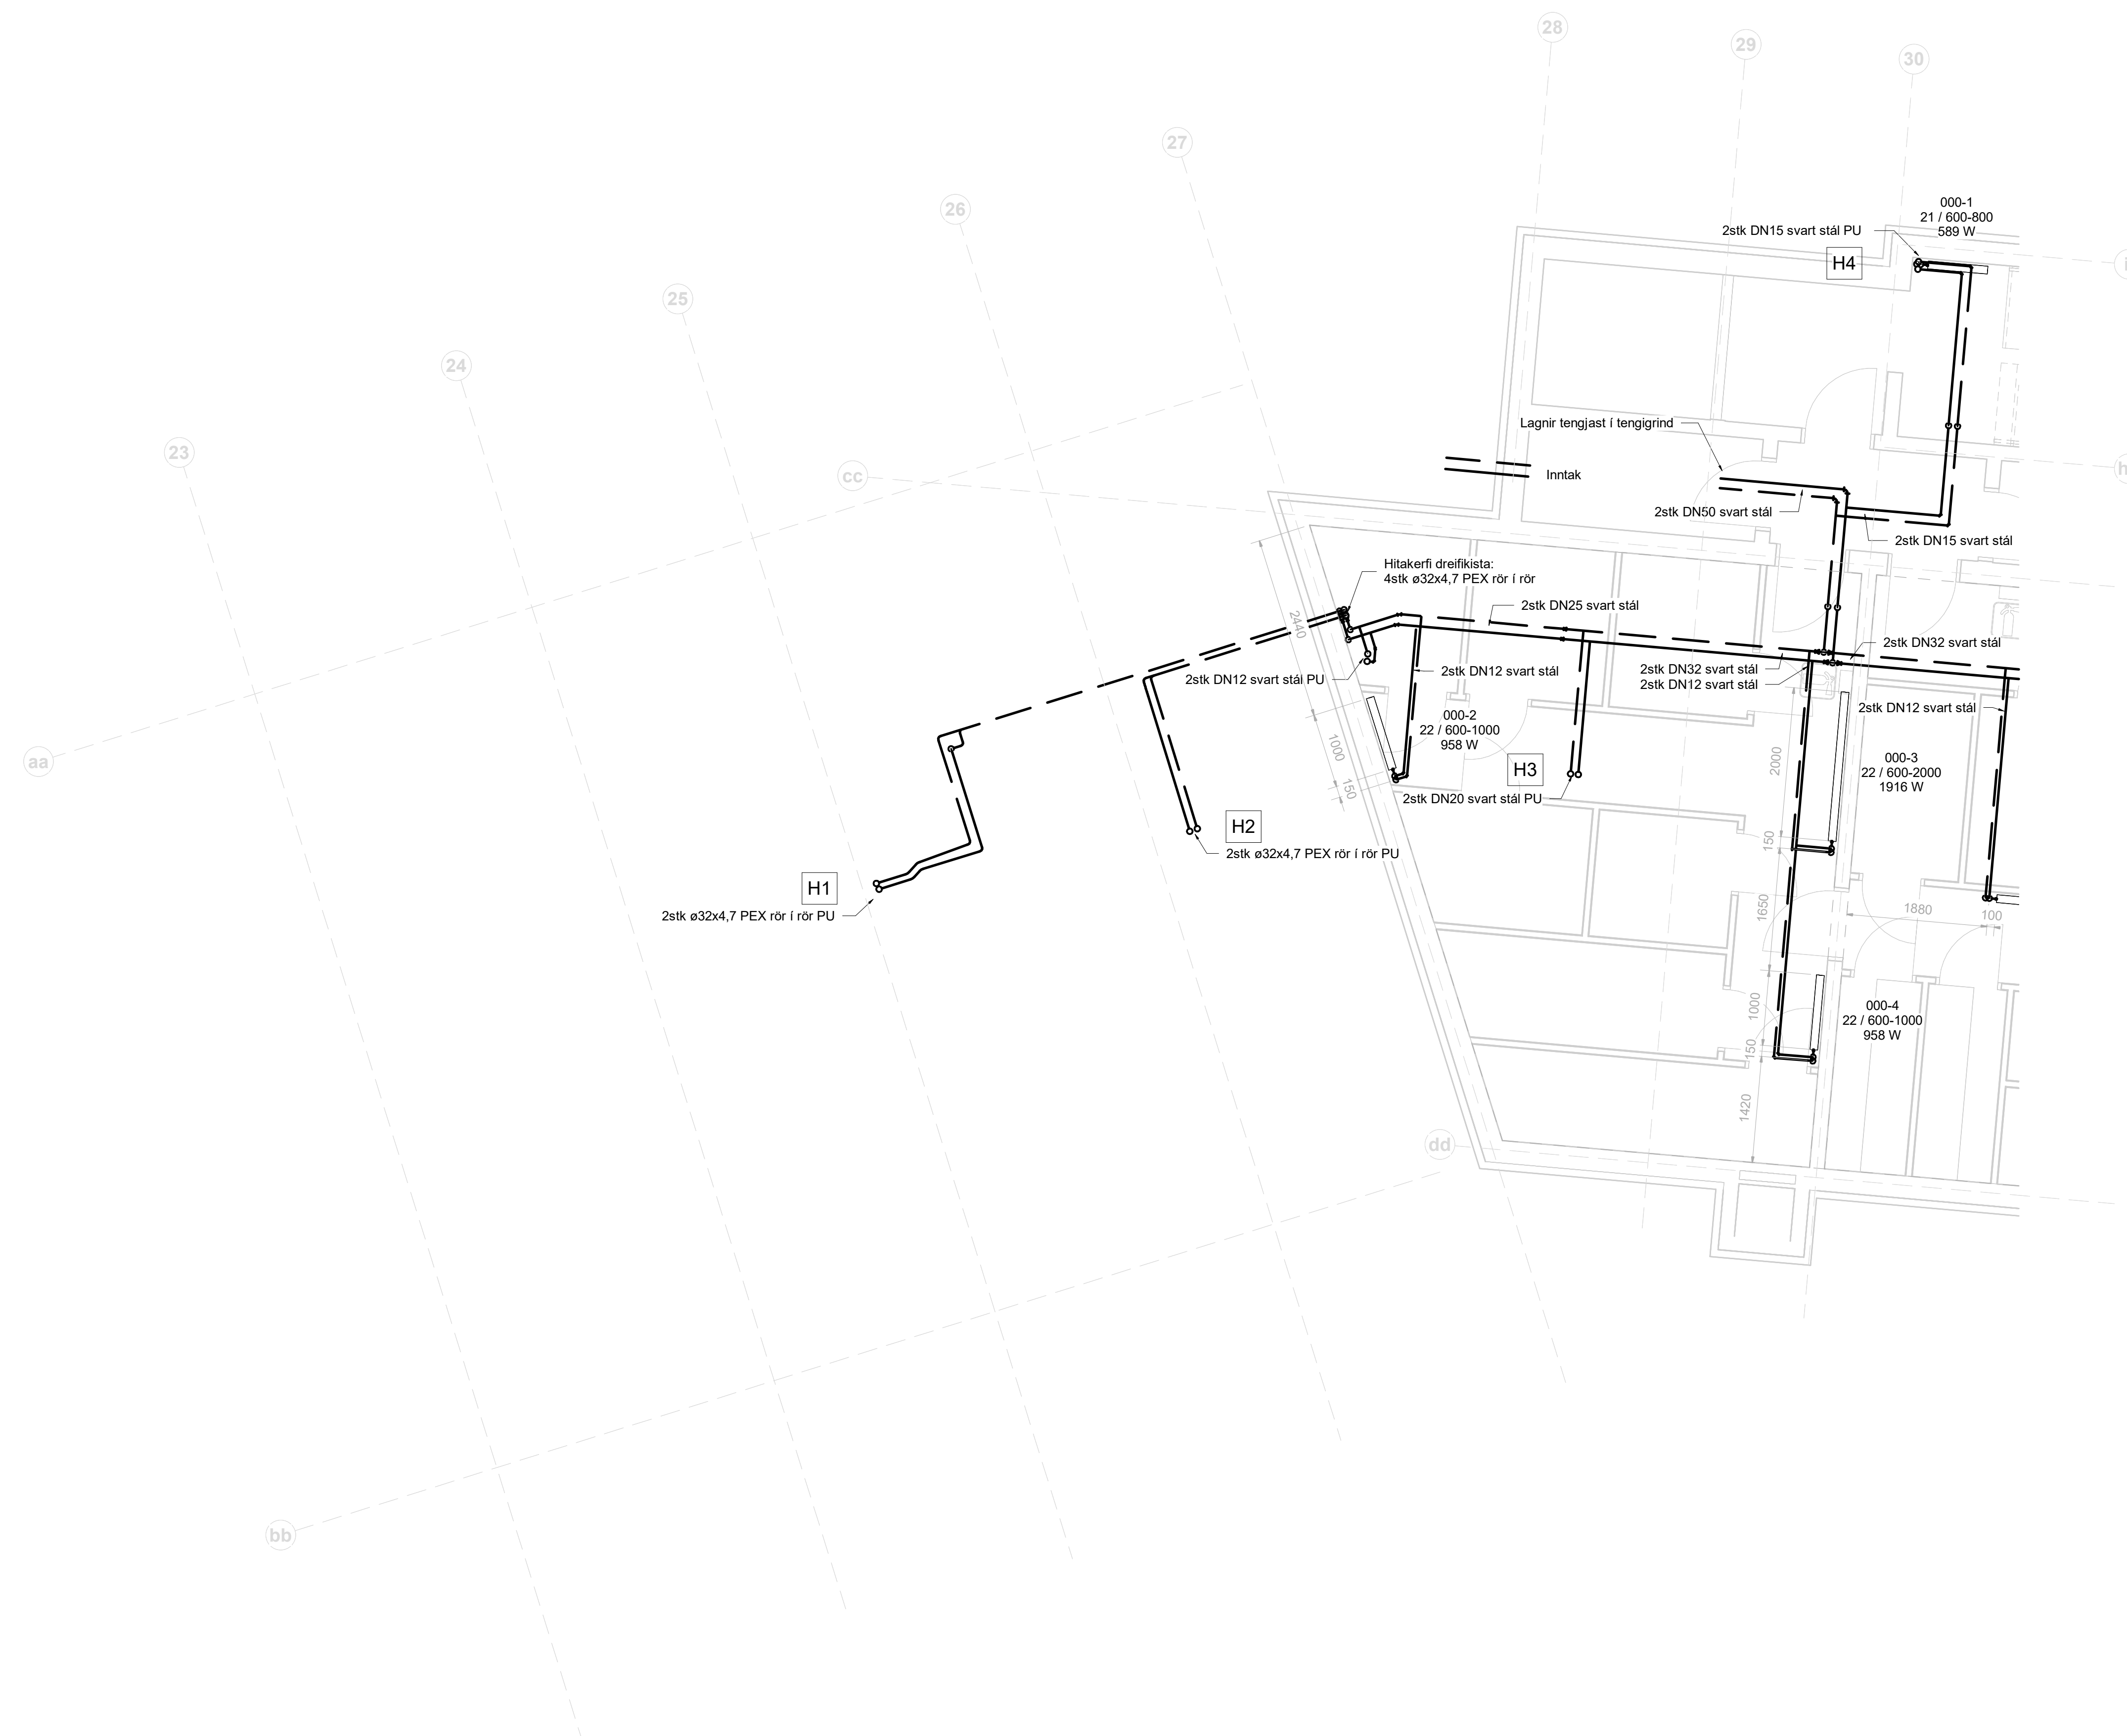 28
29
30
27
26
25
24
23
cc
aa
bb
dd
000-1
21 / 600-800
589 W
2stk DN15 svart stál PU
H4
Lagnir tengjast í tengigrind
Inntak
2stk DN50 svart stál
2stk DN15 svart stál
Hitakerfi dreifikista:
4stk ø32x4,7 PEX rör í rör
2stk DN25 svart stál
2440
2stk DN32 svart stál
2stk DN32 svart stál
2stk DN12 svart stál
2stk DN12 svart stál
2stk DN12 svart stál PU
2stk DN12 svart stál
000-2
22 / 600-1000
958 W
1000
150
H3
2stk DN20 svart stál PU
2000
000-3
22 / 600-2000
1916 W
H2
2stk ø32x4,7 PEX rör í rör PU
150
H1
2stk ø32x4,7 PEX rör í rör PU
1650
1880
100
1000
000-4
22 / 600-1000
958 W
150
1420
h